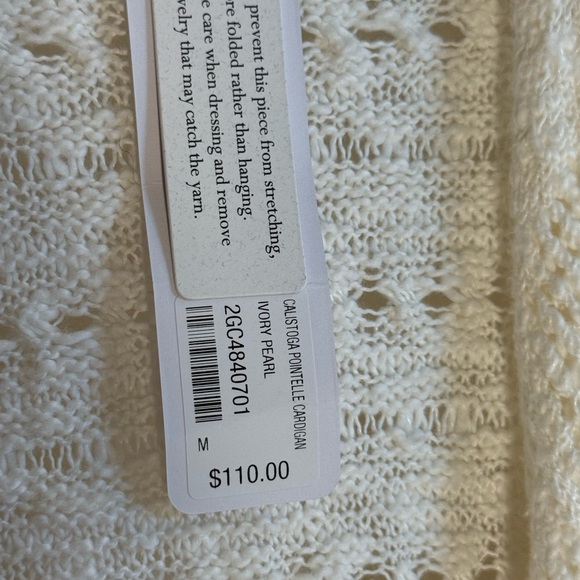 prevent this piece from stretching,
re folded rather than hanging.
e care when dressing and remove
welry that may catch the yarn.
CALISTOGA POINTELLE CARDIGAN
IVORY PEARL
2GC4840701
M
$110.00